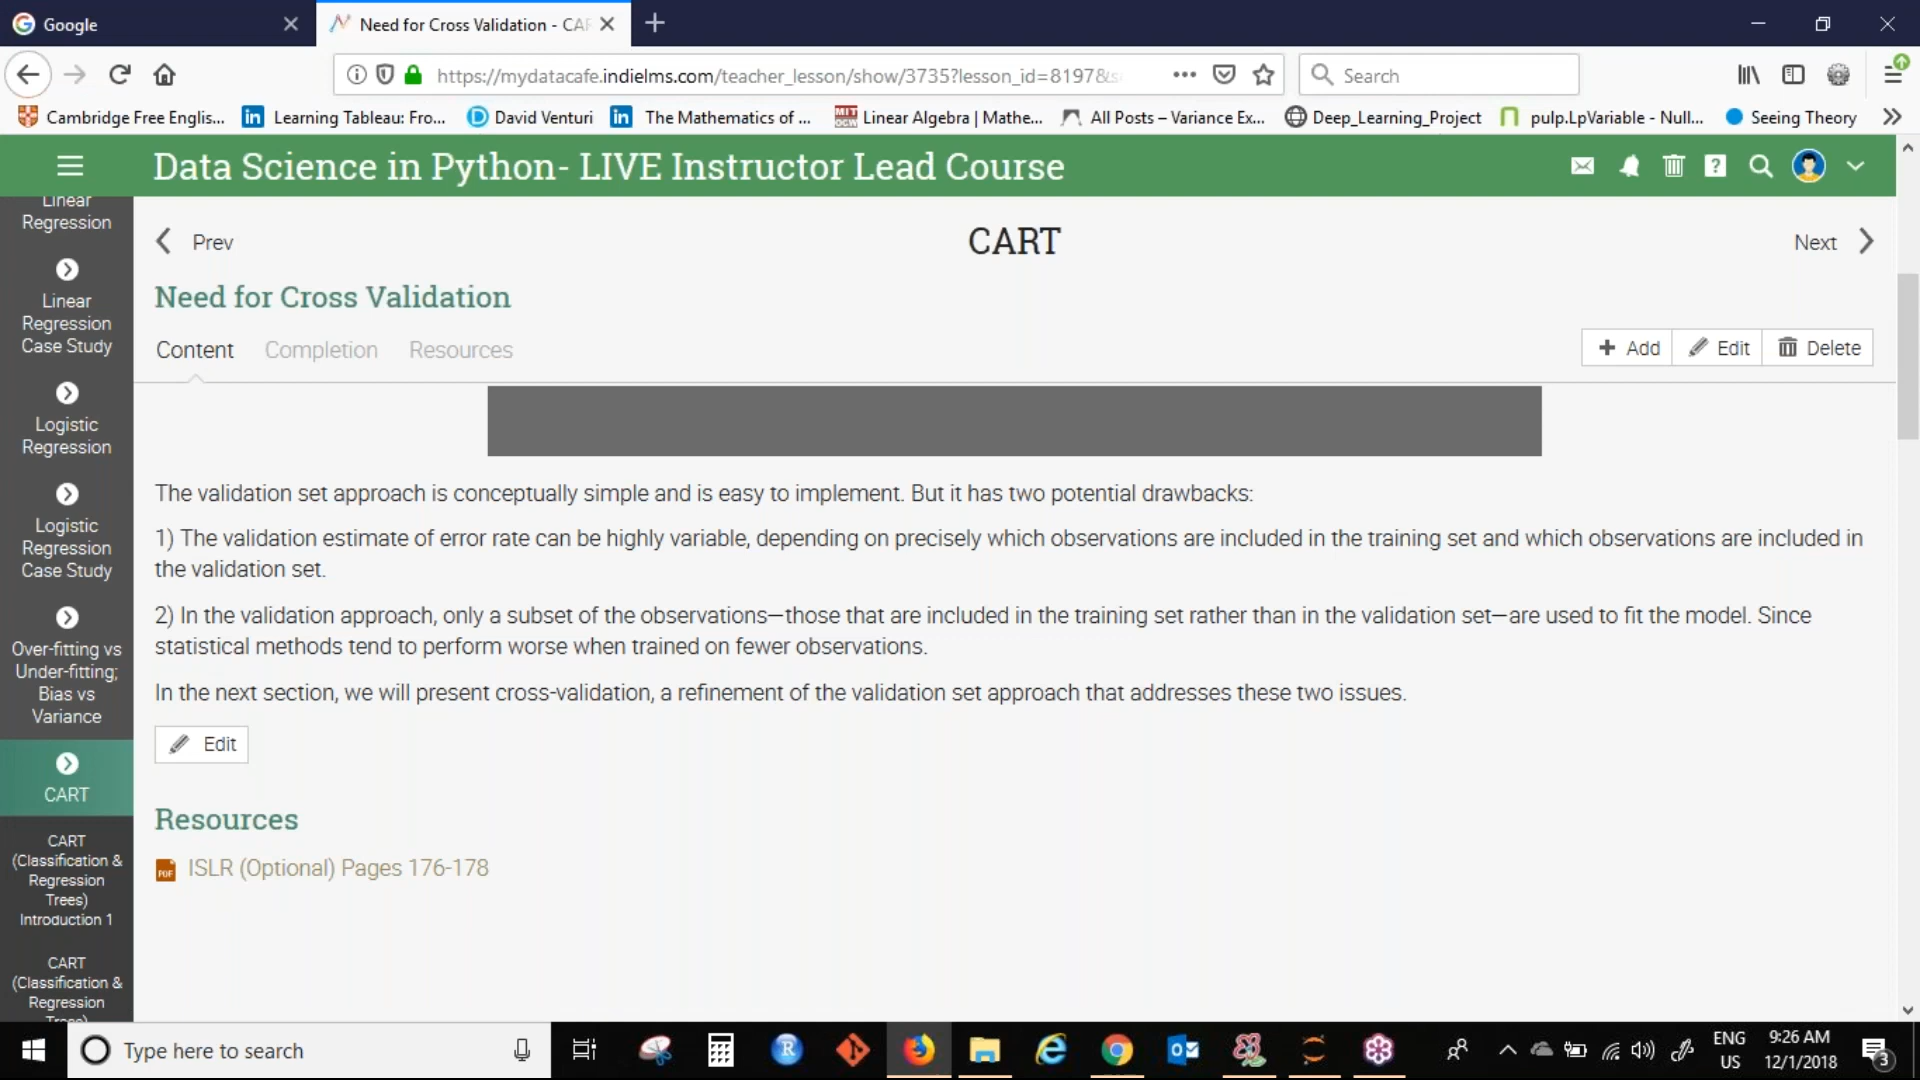 Google
Need for Cross Validation - CAR
https://mydatacafe.indielms.com/teacher_lesson/show/3735?lesson_id=8197&
Search
Cambridge Free Englis...
Learning Tableau: Fro...
David Venturi
The Mathematics of ...
Linear Algebra | Mathe...
All Posts – Variance Ex...
Deep_Learning_Project
pulp.LpVariable - Null...
Seeing Theory
Data Science in Python- LIVE Instructor Lead Course
Linear
Regression
Linear
Regression
Case Study
Logistic
Regression
Logistic
Regression
Case Study
Over-fitting vs
Under-fitting;
Bias vs
Variance
CART
CART
(Classification &
Regression
Trees)
Introduction 1
CART
(Classification &
Regression
Trees)
Prev
CART
Next
Need for Cross Validation
Content
Completion
Resources
Add
Edit
Delete
The validation set approach is conceptually simple and is easy to implement. But it has two potential drawbacks:
1) The validation estimate of error rate can be highly variable, depending on precisely which observations are included in the training set and which observations are included in
the validation set.
2) In the validation approach, only a subset of the observations—those that are included in the training set rather than in the validation set—are used to fit the model. Since
statistical methods tend to perform worse when trained on fewer observations.
In the next section, we will present cross-validation, a refinement of the validation set approach that addresses these two issues.
Edit
Resources
PDF
ISLR (Optional) Pages 176-178
Type here to search
ENG
US
9:26 AM
12/1/2018
3